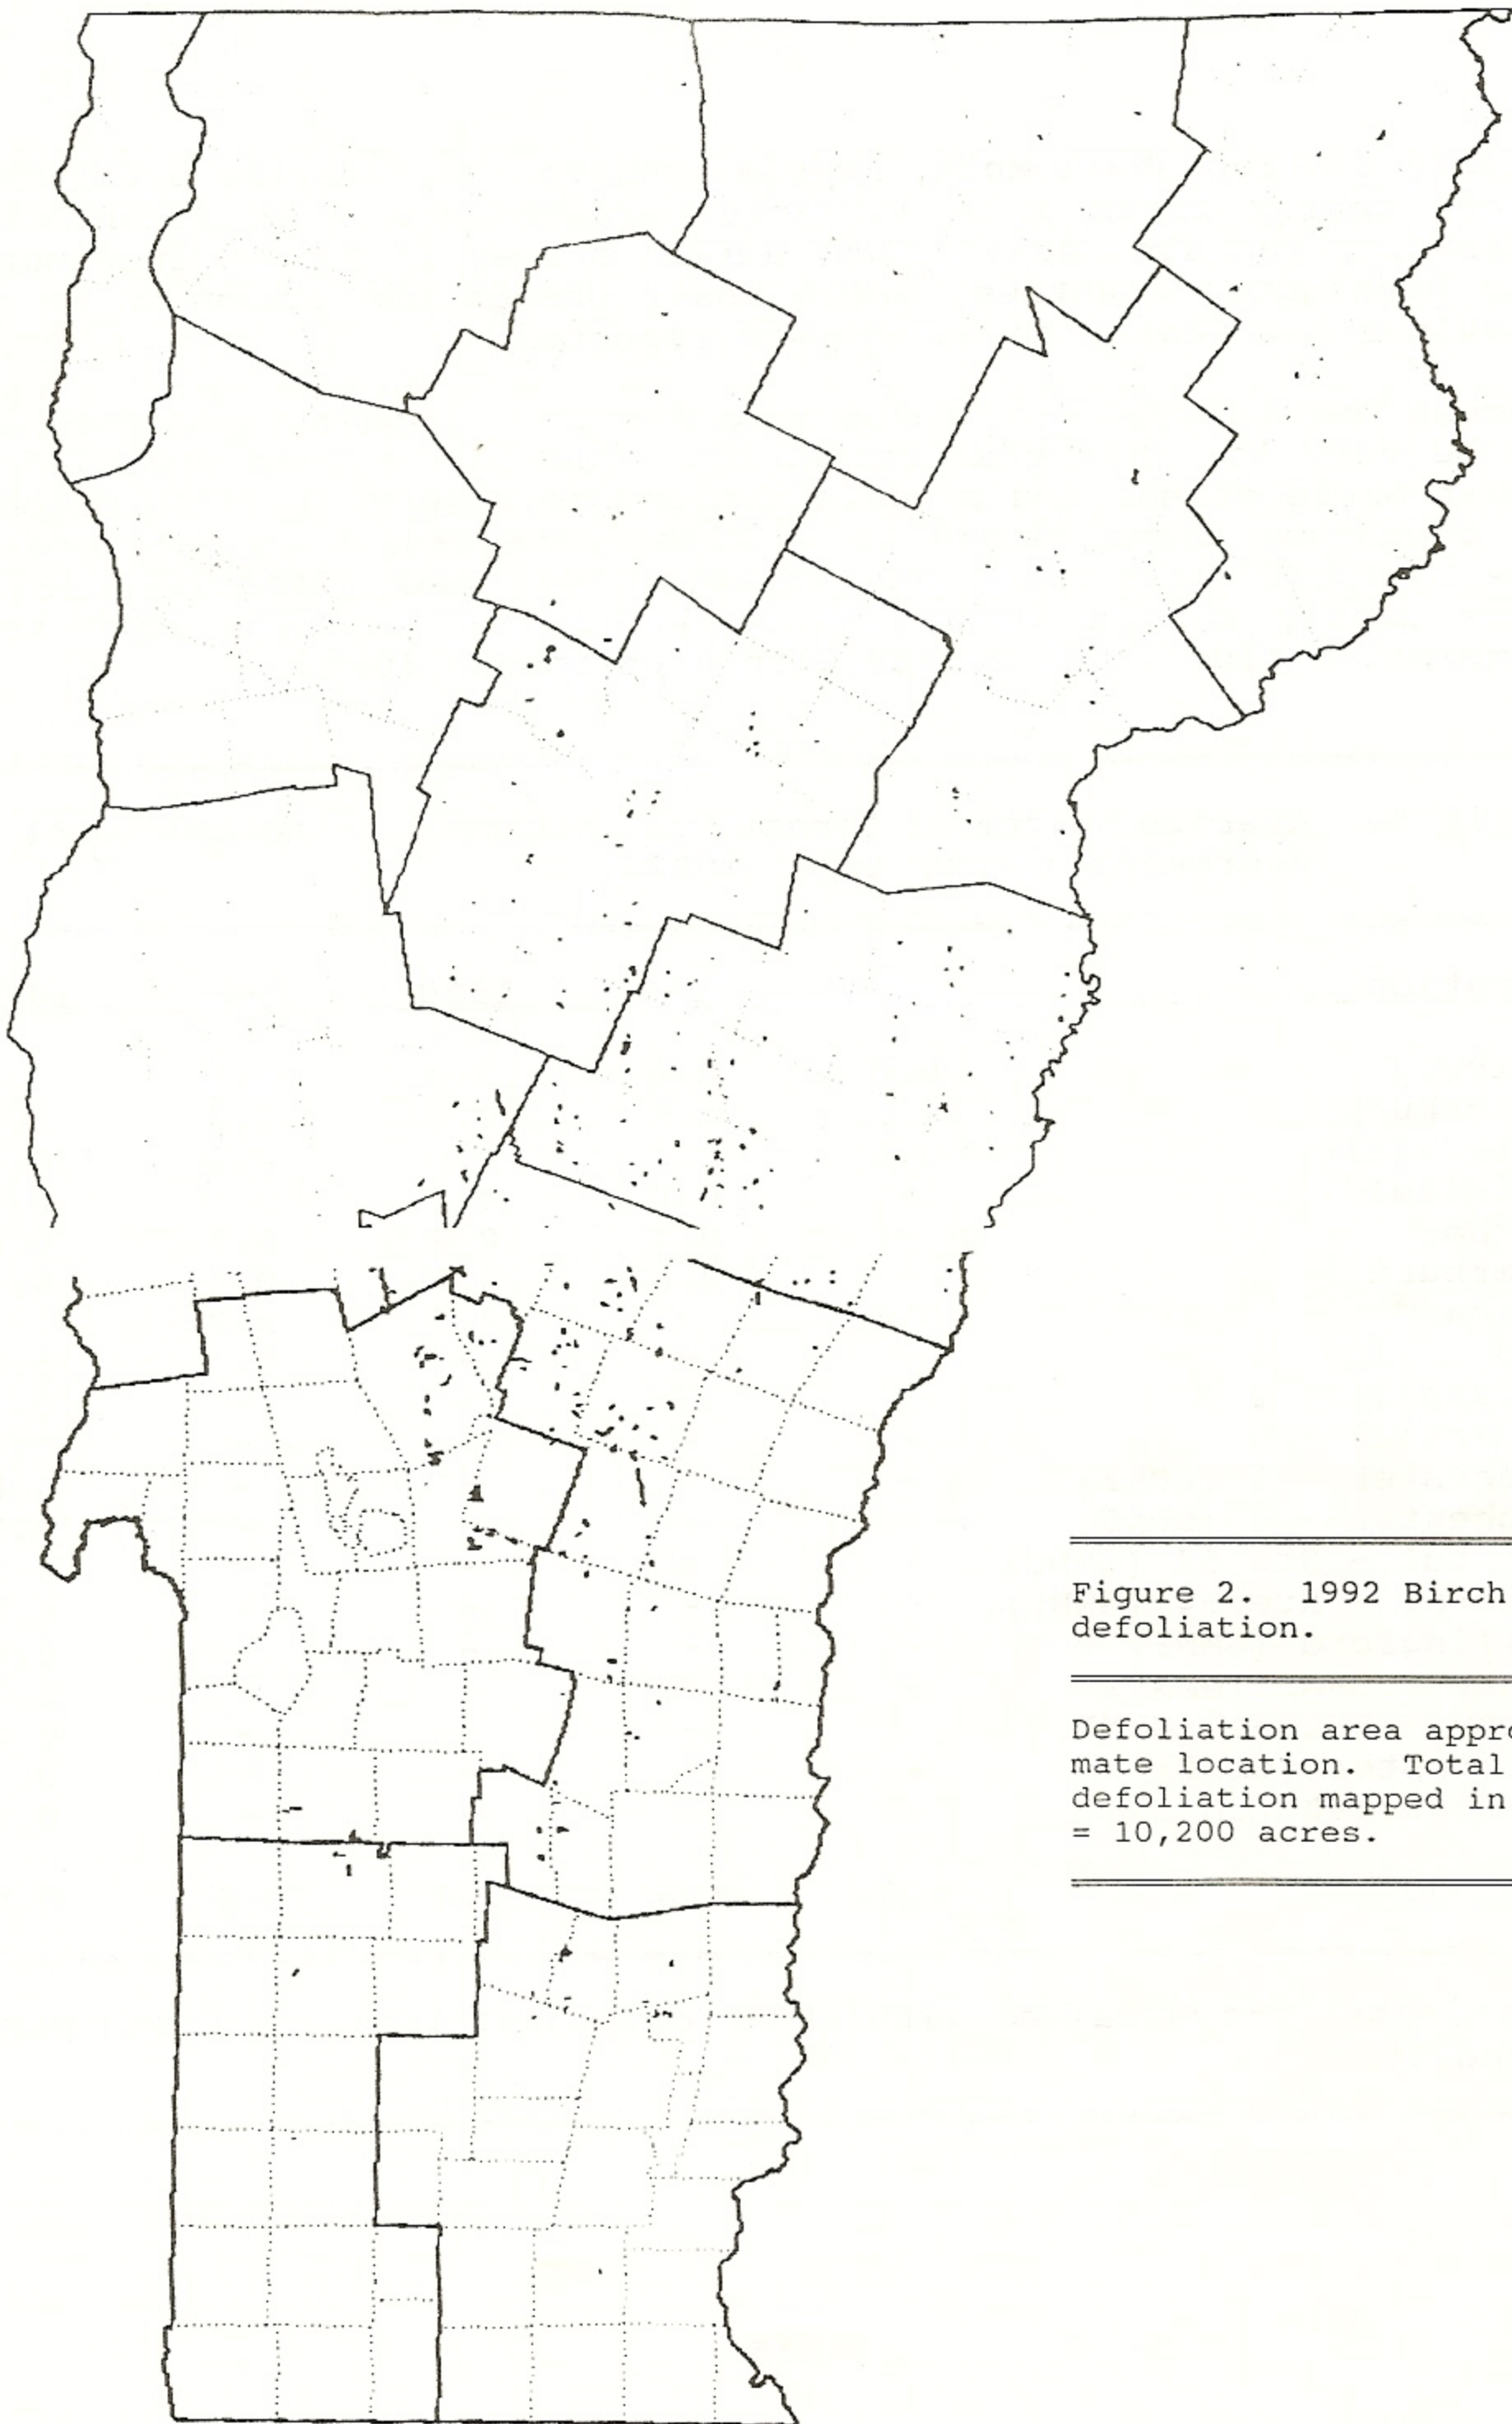 Figure 2. 1992 Birch
defoliation.
Defoliation area appro
mate location. Total
defoliation mapped in
= 10,200 acres.